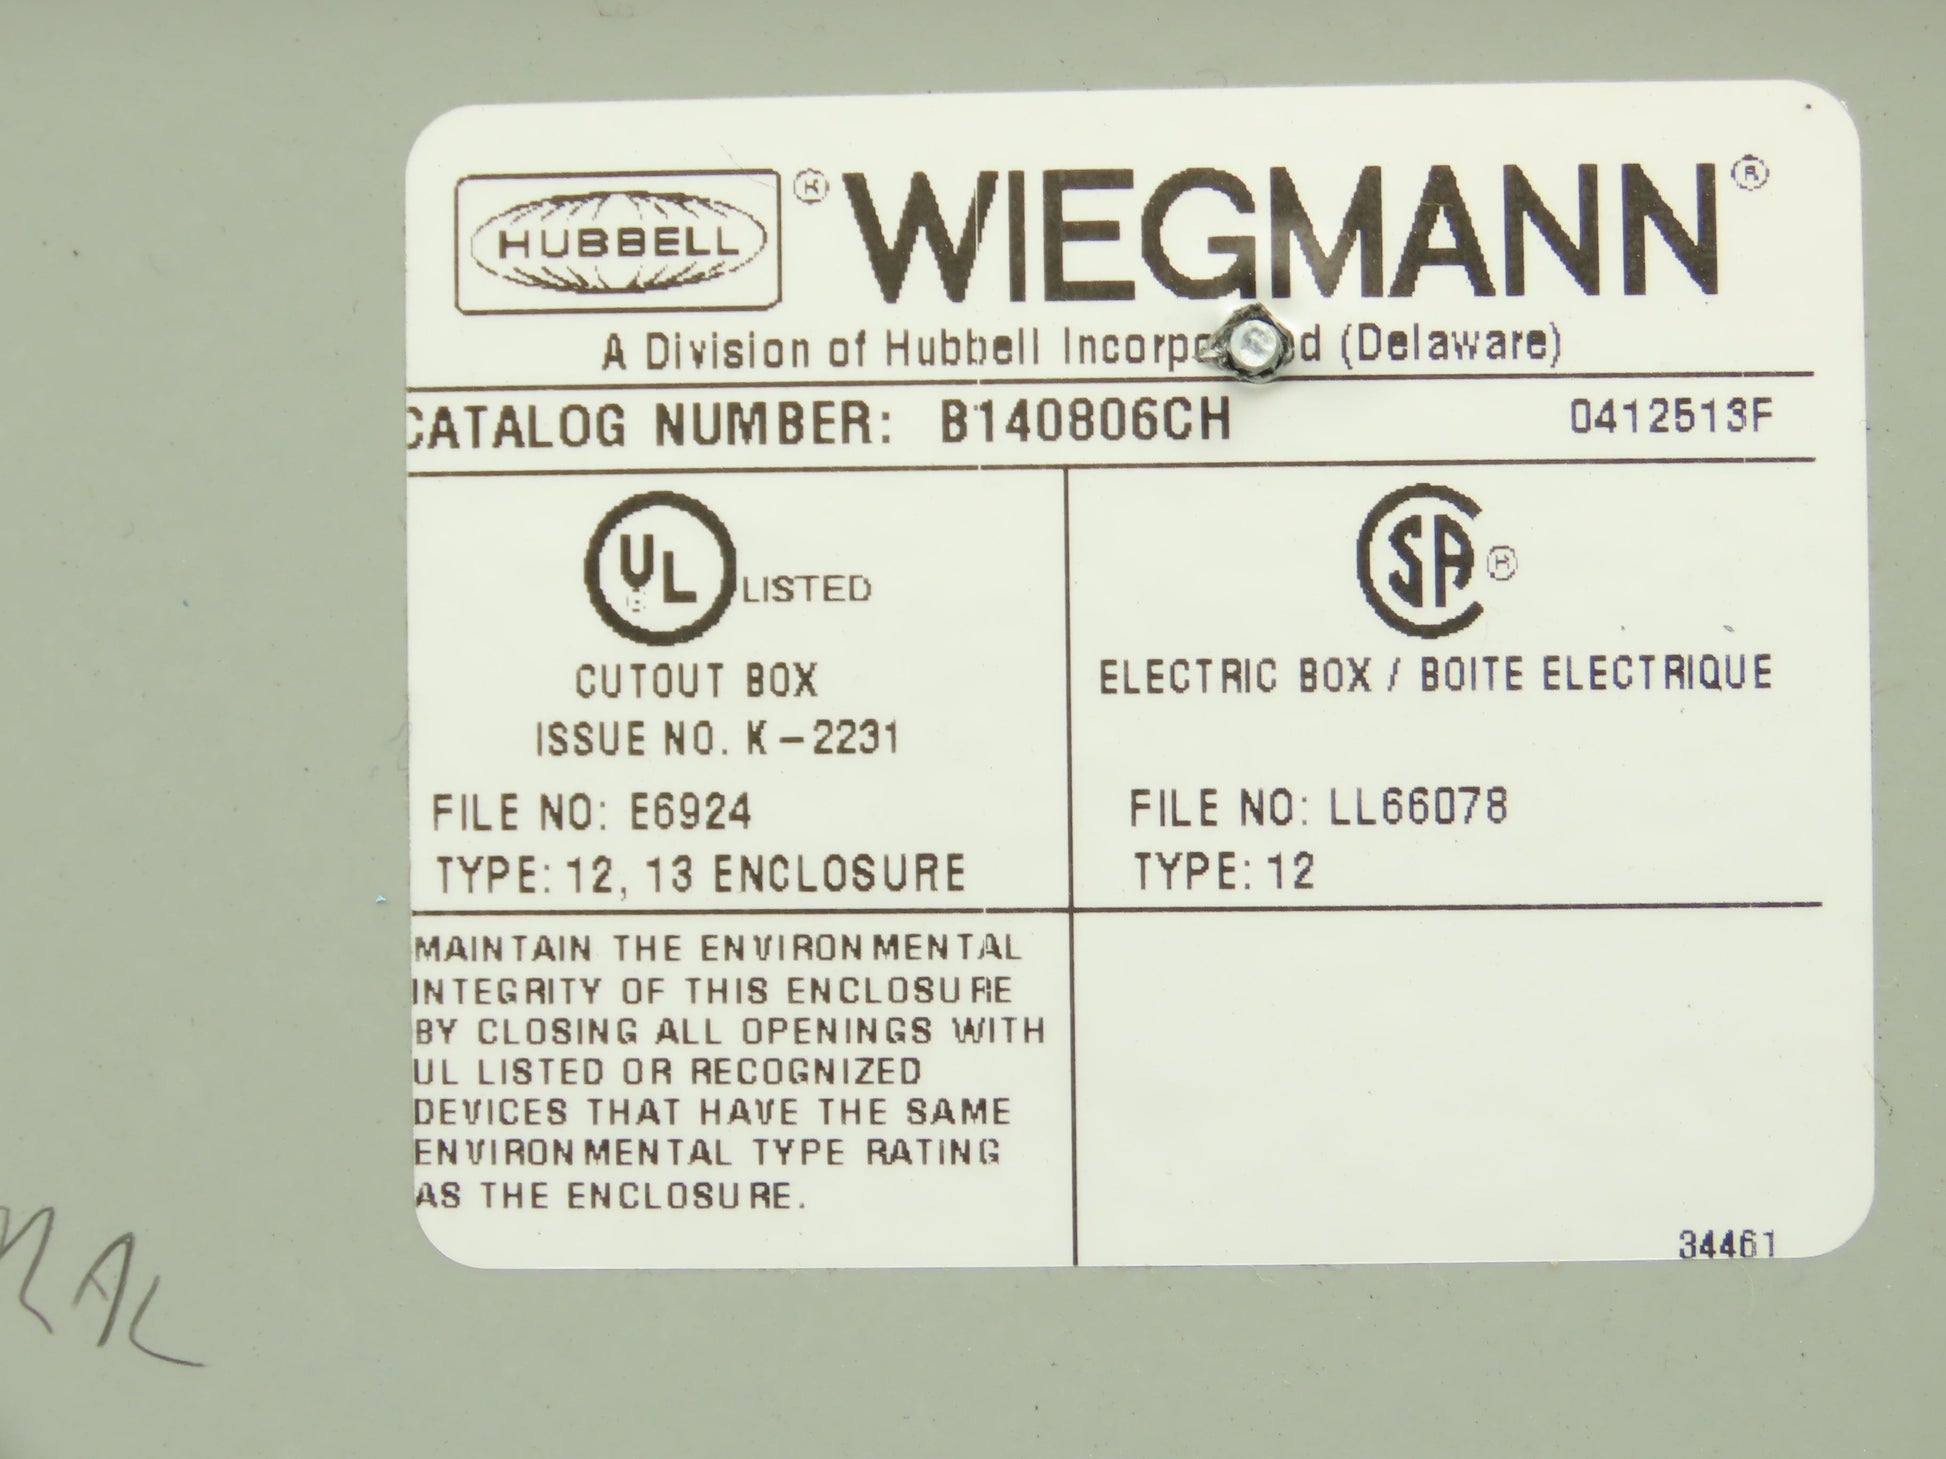 HUBBELL ® WIEGMANN ®
A Division of Hubbell (Delaware)
CATALOG NUMBER: B140806CH 0412513F
UL LISTED
CUTOUT BOX
ISSUE NO. K-2231
FILE NO: E6924
TYPE: 12, 13 ENCLOSURE
CSA ®
ELECTRIC BOX / BOITE ELECTRIQUE
FILE NO: LL66078
TYPE: 12
MAINTAIN THE ENVIRONMENTAL
INTEGRITY OF THIS ENCLOSURE
BY CLOSING ALL OPENINGS WITH
UL LISTED OR RECOGNIZED
DEVICES THAT HAVE THE SAME
ENVIRONMENTAL TYPE RATING
AS THE ENCLOSURE.
34461